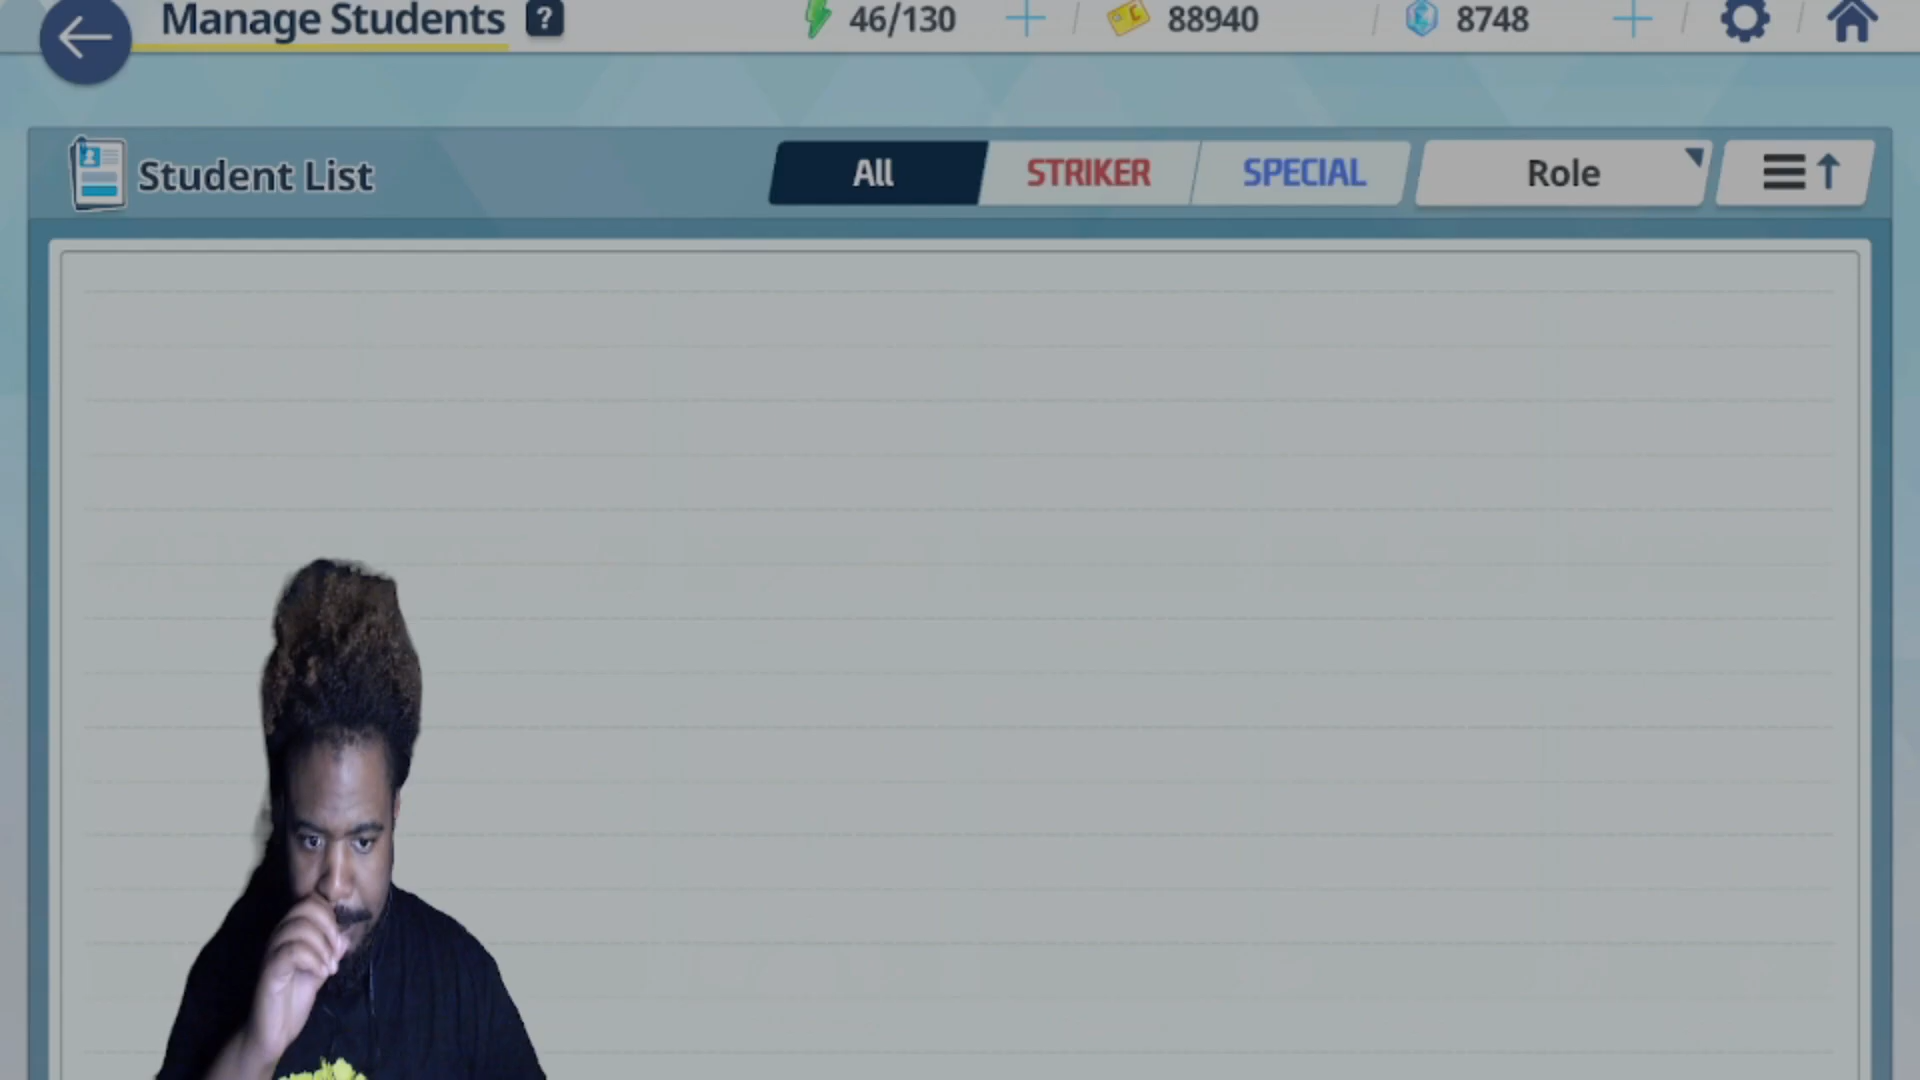 Manage Students ? 46/130 88940 8748
Student List All STRIKER SPECIAL Role